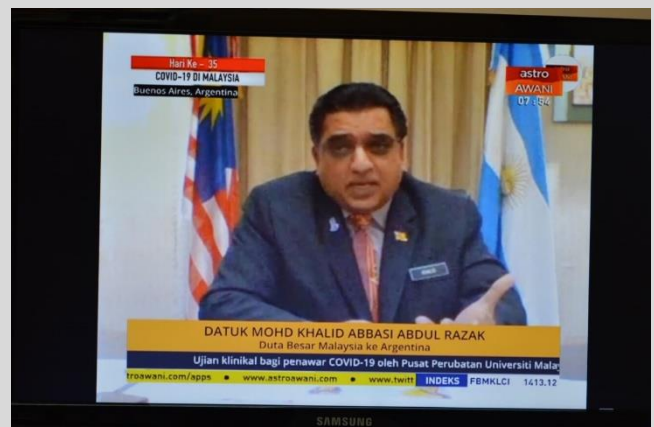 Hari Ke - 35
COVID-19 DI MALAYSIA
Buenos Aires, Argentina
astro
AWANI
DATUK MOHD KHALID ABBASI ABDUL RAZAK
Duta Besar Malaysia ke Argentina
Ujian klinikal bagi penawar COVID-19 oleh Pusat Perubatan Universiti Malay
troawani.com/apps • www.astroawani.com • www.twitt INDEKS FBMKLCI 1413.12
SAMSUNG